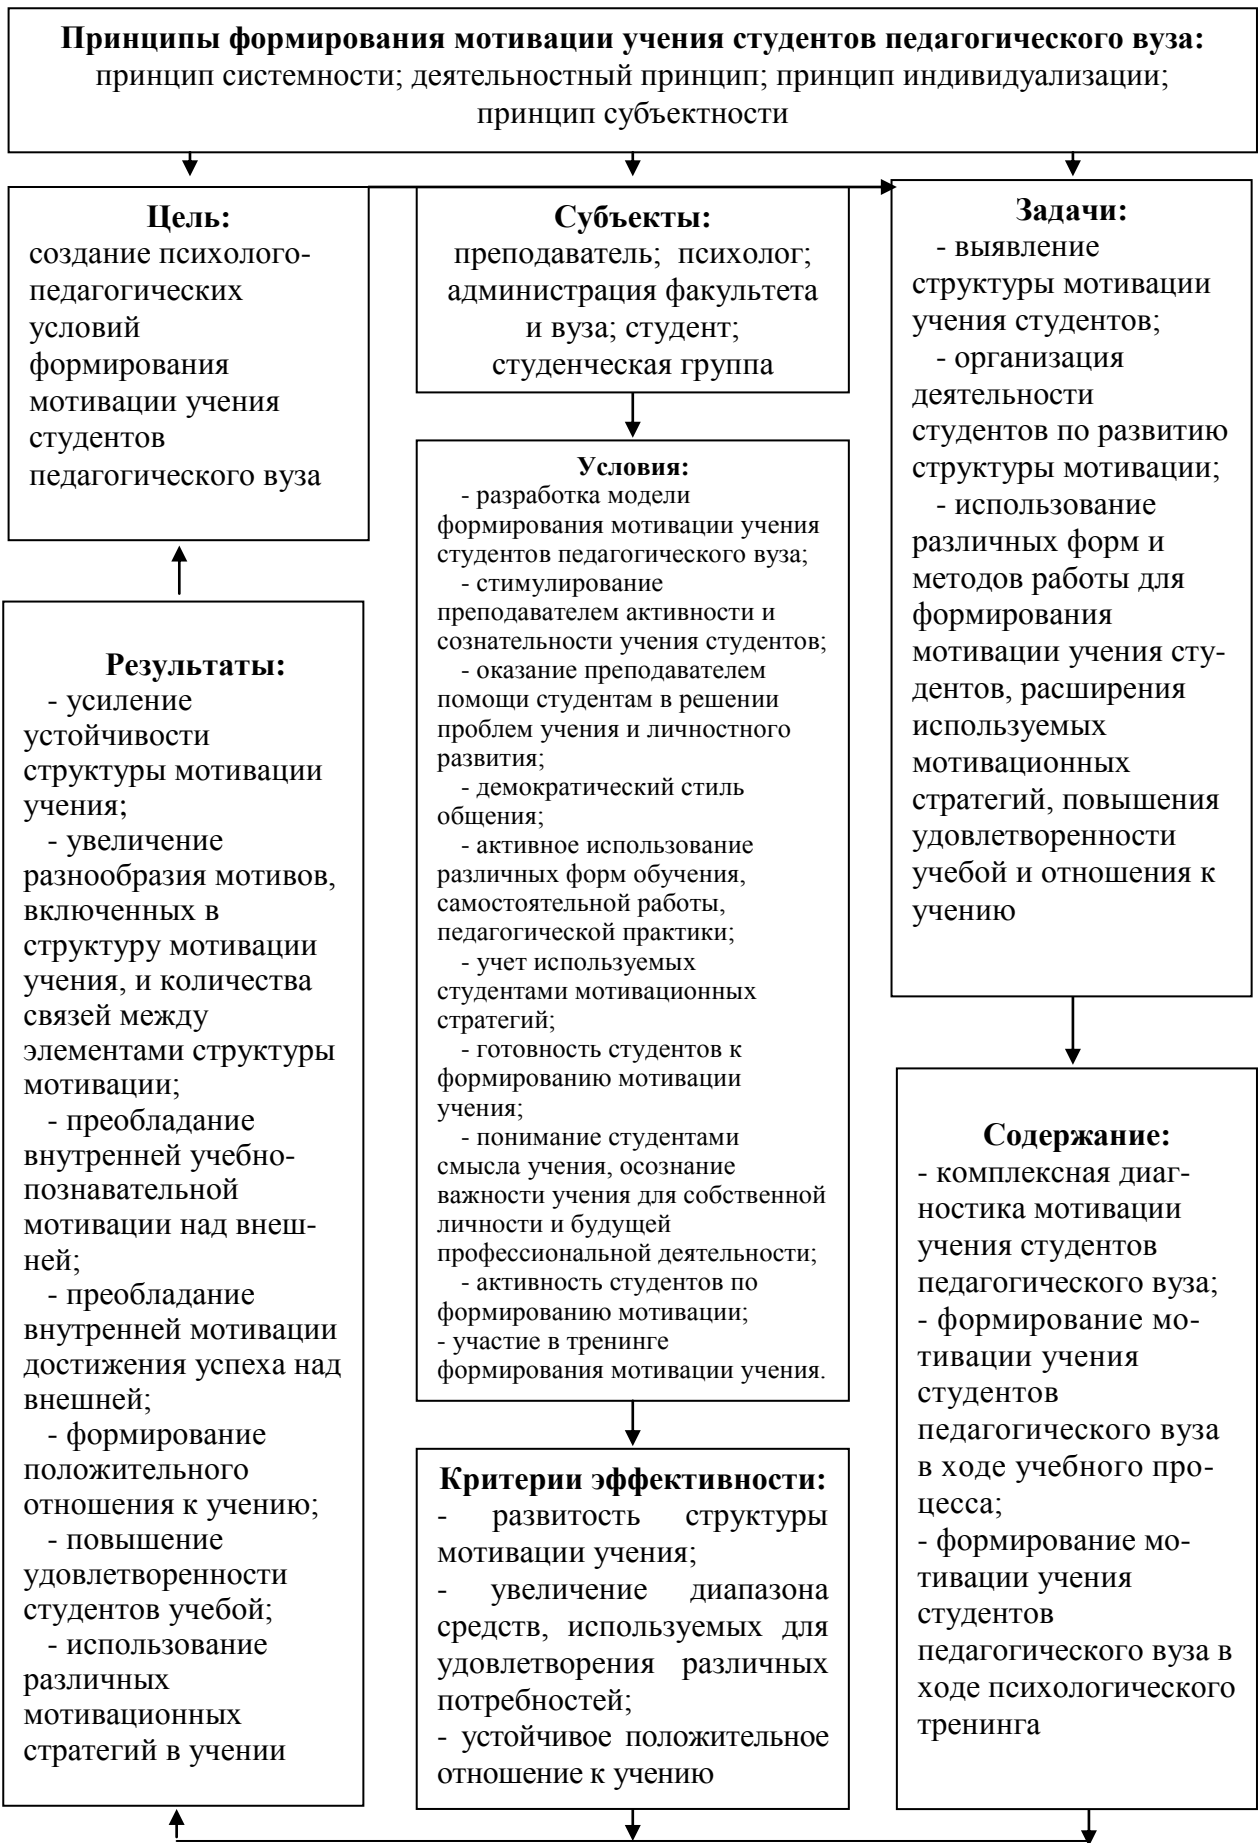 Принципы формирования мотивации учения студентов педагогического вуза:
принцип системности; деятельностный принцип; принцип индивидуализации;
принцип субъектности
Цель:
создание психолого-
педагогических
условий
формирования
мотивации учения
студентов
педагогического вуза
Субъекты:
преподаватель; психолог;
администрация факультета
и вуза; студент;
студенческая группа
Задачи:
- выявление
структуры мотивации
учения студентов;
- организация
деятельности
студентов по развитию
структуры мотивации;
- использование
различных форм и
методов работы для
формирования
мотивации учения сту-
дентов, расширения
используемых
мотивационных
стратегий, повышения
удовлетворенности
учебой и отношения к
учению
Условия:
- разработка модели
формирования мотивации учения
студентов педагогического вуза;
- стимулирование
преподавателем активности и
сознательности учения студентов;
- оказание преподавателем
помощи студентам в решении
проблем учения и личностного
развития;
- демократический стиль
общения;
- активное использование
различных форм обучения,
самостоятельной работы,
педагогической практики;
- учет используемых
студентами мотивационных
стратегий;
- готовность студентов к
формированию мотивации
учения;
- понимание студентами
смысла учения, осознание
важности учения для собственной
личности и будущей
профессиональной деятельности;
- активность студентов по
формированию мотивации;
- участие в тренинге
формирования мотивации учения.
Результаты:
- усиление
устойчивости
структуры мотивации
учения;
- увеличение
разнообразия мотивов,
включенных в
структуру мотивации
учения, и количества
связей между
элементами структуры
мотивации;
- преобладание
внутренней учебно-
познавательной
мотивации над внеш-
ней;
- преобладание
внутренней мотивации
достижения успеха над
внешней;
- формирование
положительного
отношения к учению;
- повышение
удовлетворенности
студентов учебой;
- использование
различных
мотивационных
стратегий в учении
Содержание:
- комплексная диаг-
ностика мотивации
учения студентов
педагогического вуза;
- формирование мо-
тивации учения
студентов
педагогического вуза
в ходе учебного про-
цесса;
- формирование мо-
тивации учения
студентов
педагогического вуза в
ходе психологического
тренинга
Критерии эффективности:
- развитость структуры
мотивации учения;
- увеличение диапазона
средств, используемых для
удовлетворения различных
потребностей;
- устойчивое положительное
отношение к учению